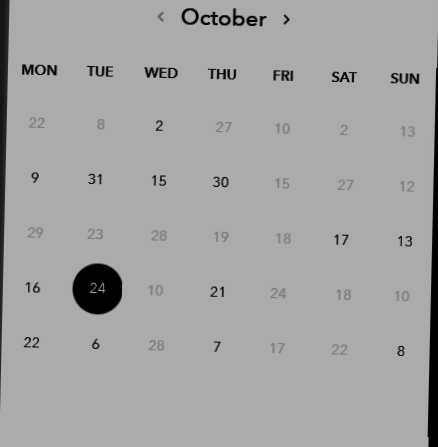 ‹ October ›
MON TUE WED THU FRI SAT SUN
22 8 2 27 10 2 13
9 31 15 30 15 27 12
29 23 28 19 18 17 13
16 24 10 21 24 18 10
22 6 28 7 17 22 8